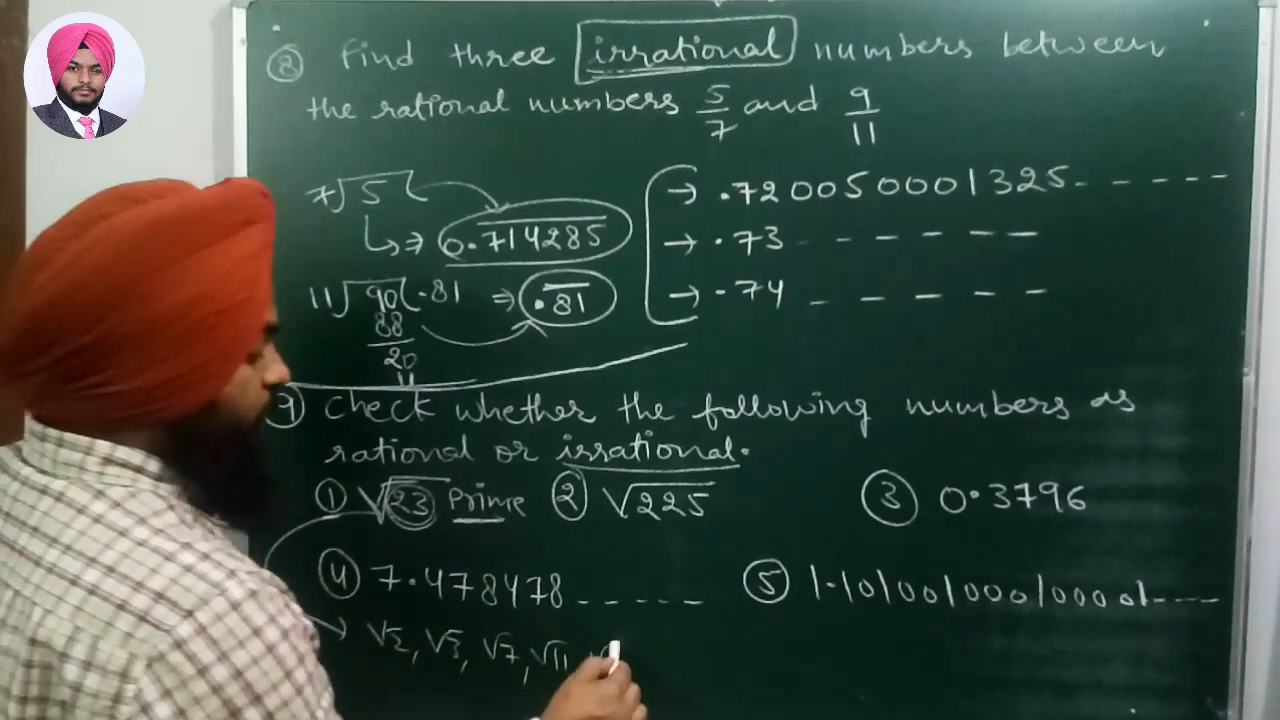 ⑧ Find three irrational numbers between
the rational numbers 5/7 and 9/11
7)5(
↳⇒ 0.714285
→ .7200500001325-----
→ .73------
→ .74-----
11)90(.81 ⇒ .81
88
20
11
9) Check whether the following numbers as
rational or irrational.
① √23 Prime ② √225 ③ 0.3796
④ 7.478478----- ⑤ 1.101001000100001----
→ √2, √3, √7, √11,